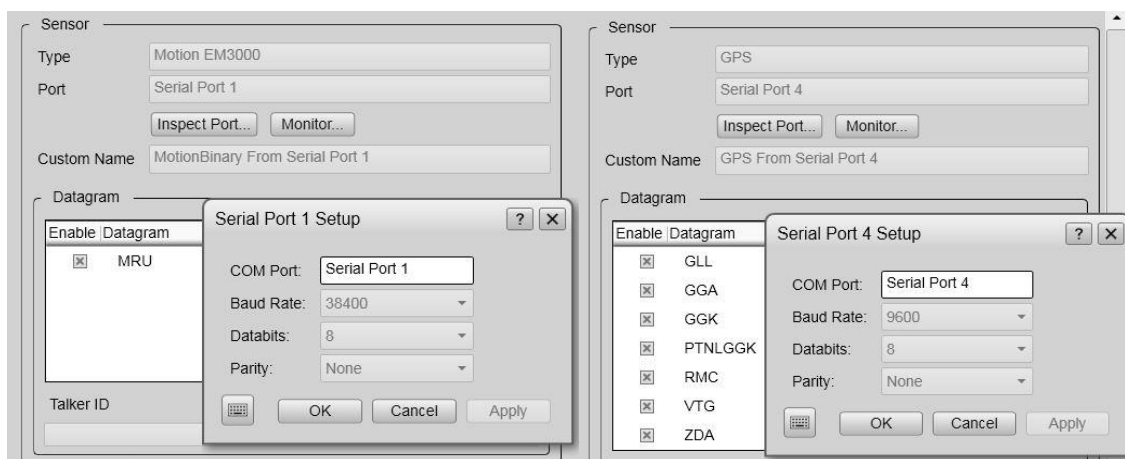 Sensor
Type Motion EM3000
Port Serial Port 1
Inspect Port... Monitor...
Custom Name MotionBinary From Serial Port 1
Datagram
Enable Datagram
MRU
Talker ID
Serial Port 1 Setup ?
COM Port: Serial Port 1
Baud Rate: 38400
Databits: 8
Parity: None
OK Cancel Apply
Sensor
Type GPS
Port Serial Port 4
Inspect Port... Monitor...
Custom Name GPS From Serial Port 4
Datagram
Enable Datagram
GLL
GGA
GGK
PTNLGGK
RMC
VTG
ZDA
Serial Port 4 Setup ?
COM Port: Serial Port 4
Baud Rate: 9600
Databits: 8
Parity: None
OK Cancel Apply